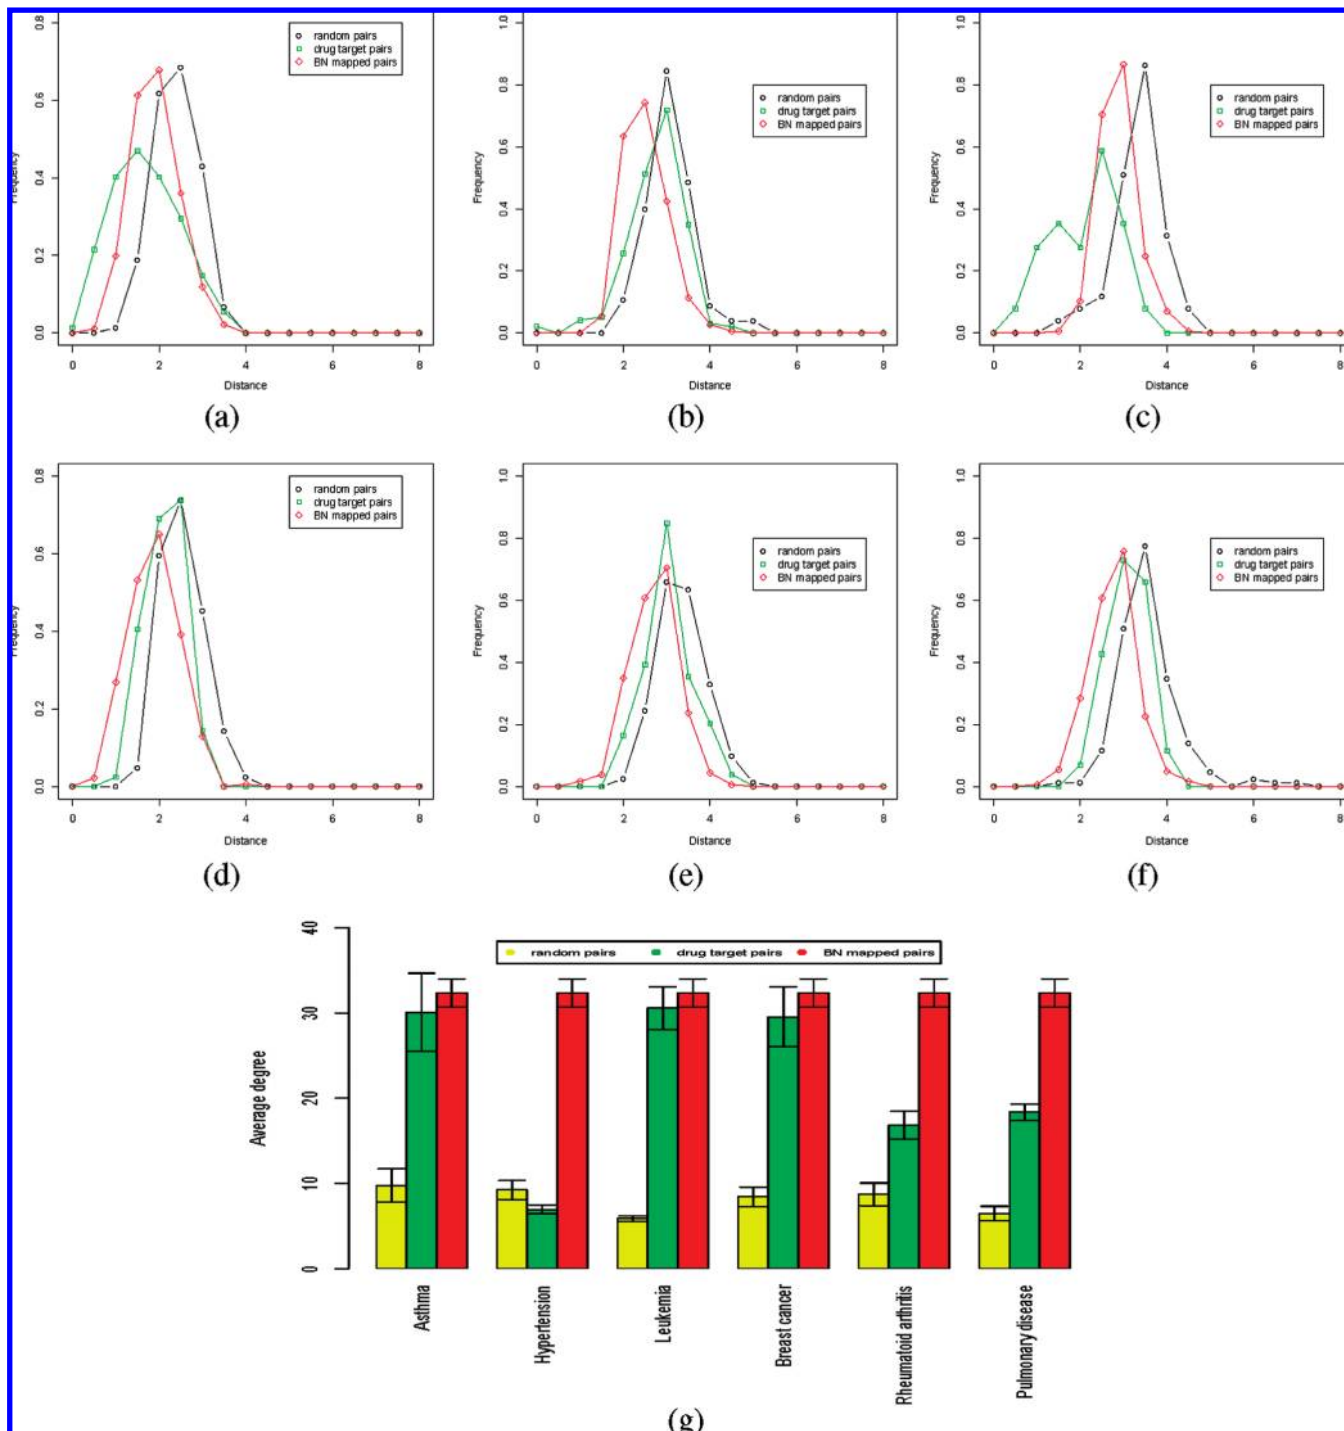 0.8
0.6
0.4
0.2
0.0
Frequency
random pairs
drug target pairs
BN mapped pairs
0 2 4 6 8
Distance
(a)
1.0
0.8
0.6
0.4
0.2
0.0
Frequency
random pairs
drug target pairs
BN mapped pairs
0 2 4 6 8
Distance
(b)
1.0
0.8
0.6
0.4
0.2
0.0
Frequency
random pairs
drug target pairs
BN mapped pairs
0 2 4 6 8
Distance
(c)
0.8
0.6
0.4
0.2
0.0
Frequency
random pairs
drug target pairs
BN mapped pairs
0 2 4 6 8
Distance
(d)
1.0
0.8
0.6
0.4
0.2
0.0
Frequency
random pairs
drug target pairs
BN mapped pairs
0 2 4 6 8
Distance
(e)
1.0
0.8
0.6
0.4
0.2
0.0
Frequency
random pairs
drug target pairs
BN mapped pairs
0 2 4 6 8
Distance
(f)
40
30
20
10
0
Average degree
random pairs drug target pairs BN mapped pairs
Asthma
Hypertension
Leukemia
Breast cancer
Rheumatoid arthritis
Pulmonary disease
(g)